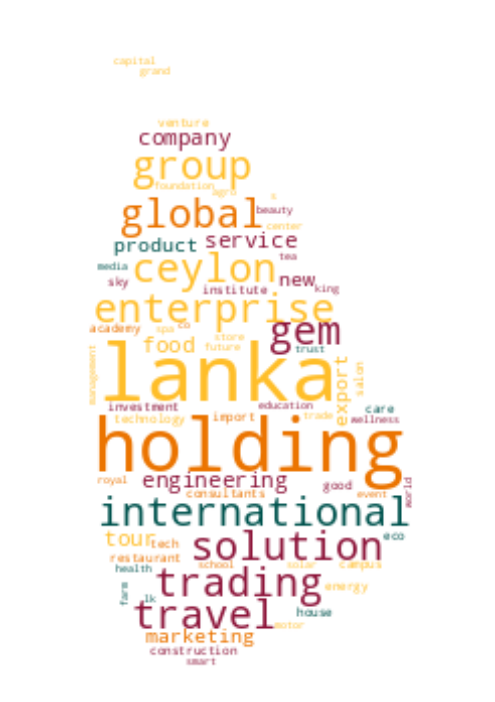 capital
grand
venture
company
group
foundation
agro
s
global
beauty
center
product service
tea
media ceylon
sky new
institute king
enterprise
academy spa co
gem
food store
future trust
management
lanka
export
salon
investment education care
technology import trade wellness
holding
royal engineering good world
consultants event
international
tour tech eco
solution
restaurant school solar campus
health
trading energy
farm lk
travel house
motor
marketing
construction
smart